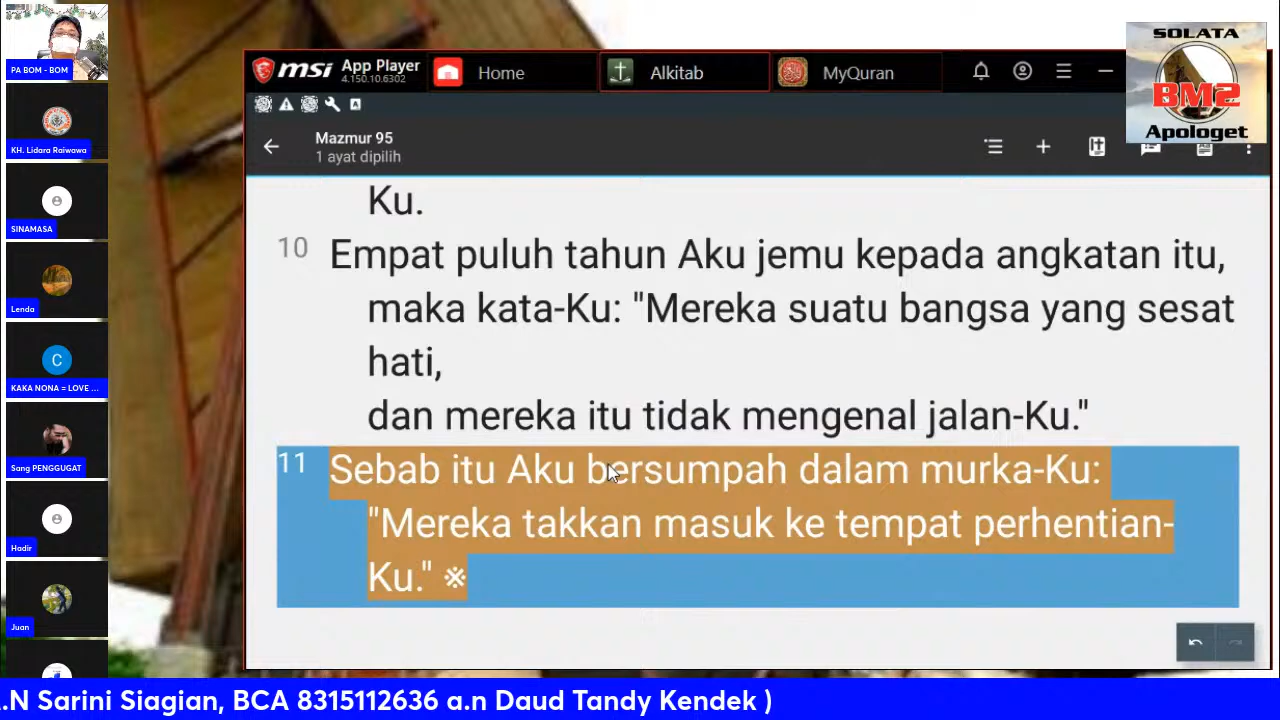 PA BOM - BOM
KH. Lidara Raiwawa
SINAMASA
Lenda
C
KAKA NONA = LOVE ...
Sang PENGGUGAT
Hadir
Juan
msi App Player
4.150.10.6302
Home
Alkitab
MyQuran
SOLATA
BM2
Apologet
Mazmur 95
1 ayat dipilih
Ku.
10 Empat puluh tahun Aku jemu kepada angkatan itu,
maka kata-Ku: "Mereka suatu bangsa yang sesat
hati,
dan mereka itu tidak mengenal jalan-Ku."
11 Sebab itu Aku bersumpah dalam murka-Ku:
"Mereka takkan masuk ke tempat perhentian-
Ku." ※
.N Sarini Siagian, BCA 8315112636 a.n Daud Tandy Kendek )